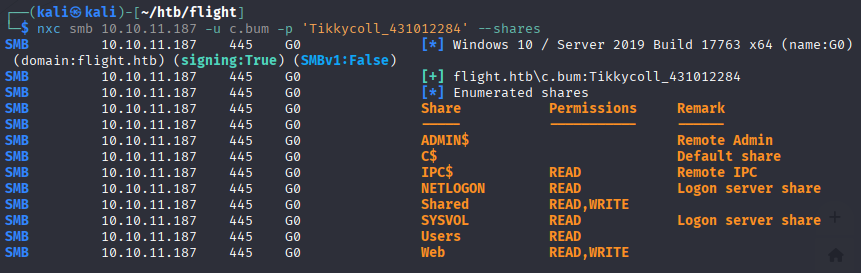 ┌──(kali㉿kali)-[~/htb/flight]
└─$ nxc smb 10.10.11.187 -u c.bum -p 'Tikkycoll_431012284' --shares
SMB 10.10.11.187 445 G0 [*] Windows 10 / Server 2019 Build 17763 x64 (name:G0)
(domain:flight.htb) (signing:True) (SMBv1:False)
SMB 10.10.11.187 445 G0 [+] flight.htb\c.bum:Tikkycoll_431012284
SMB 10.10.11.187 445 G0 [*] Enumerated shares
SMB 10.10.11.187 445 G0 Share Permissions Remark
SMB 10.10.11.187 445 G0 ----- ----------- ------
SMB 10.10.11.187 445 G0 ADMIN$ Remote Admin
SMB 10.10.11.187 445 G0 C$ Default share
SMB 10.10.11.187 445 G0 IPC$ READ Remote IPC
SMB 10.10.11.187 445 G0 NETLOGON READ Logon server share
SMB 10.10.11.187 445 G0 Shared READ,WRITE
SMB 10.10.11.187 445 G0 SYSVOL READ Logon server share
SMB 10.10.11.187 445 G0 Users READ
SMB 10.10.11.187 445 G0 Web READ,WRITE